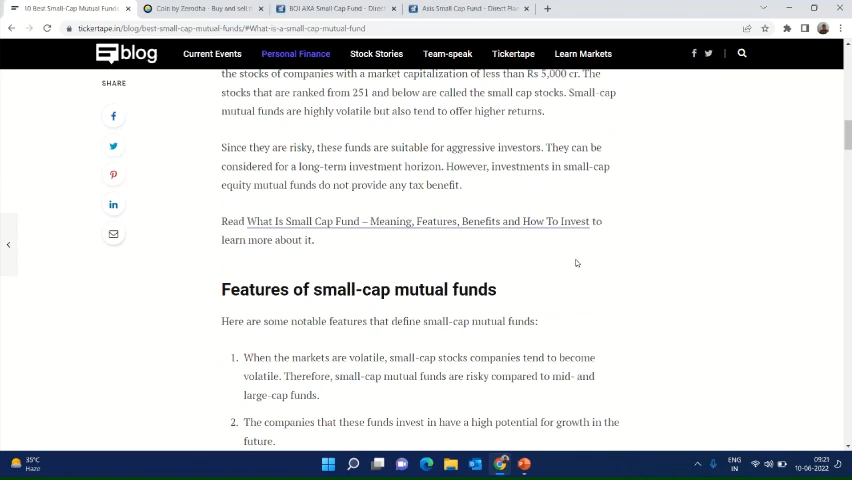 10 Best Small-Cap Mutual Funds
Coin by Zerodha - Buy and sell m
BOI AXA Small Cap Fund - Direct
Axis Small Cap Fund - Direct Plan
tickertape.in/blog/best-small-cap-mutual-funds/#What-is-a-small-cap-mutual-fund
blog
Current Events
Personal Finance
Stock Stories
Team-speak
Tickertape
Learn Markets
SHARE
the stocks of companies with a market capitalization of less than Rs 5,000 cr. The
stocks that are ranked from 251 and below are called the small cap stocks. Small-cap
mutual funds are highly volatile but also tend to offer higher returns.
Since they are risky, these funds are suitable for aggressive investors. They can be
considered for a long-term investment horizon. However, investments in small-cap
equity mutual funds do not provide any tax benefit.
Read What Is Small Cap Fund – Meaning, Features, Benefits and How To Invest to
learn more about it.
Features of small-cap mutual funds
Here are some notable features that define small-cap mutual funds:
1. When the markets are volatile, small-cap stocks companies tend to become
volatile. Therefore, small-cap mutual funds are risky compared to mid- and
large-cap funds.
2. The companies that these funds invest in have a high potential for growth in the
future.
35°C
Haze
ENG
IN
09:21
10-06-2022